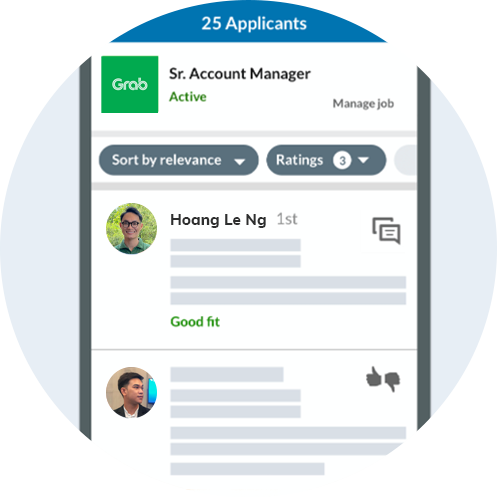 25 Applicants
Grab
Sr. Account Manager
Active
Manage job
Sort by relevance
Ratings 3
Hoang Le Ng 1st
Good fit